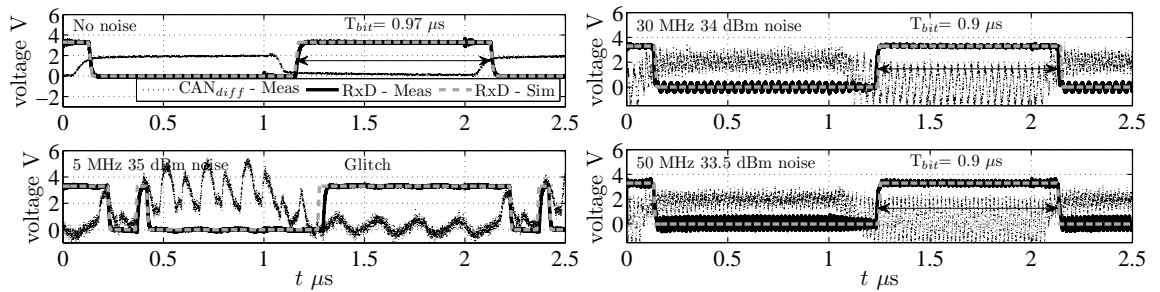 No noise
T_bit= 0.97 µs
voltage V
6
4
2
0
−2
CAN_diff - Meas
RxD - Meas
RxD - Sim
0 0.5 1 1.5 2 2.5
5 MHz 35 dBm noise
Glitch
voltage V
6
4
2
0
0 0.5 1 1.5 2 2.5
t µs
30 MHz 34 dBm noise
T_bit= 0.9 µs
voltage V
6
4
2
0
0 0.5 1 1.5 2 2.5
50 MHz 33.5 dBm noise
T_bit= 0.9 µs
voltage V
6
4
2
0
0 0.5 1 1.5 2 2.5
t µs